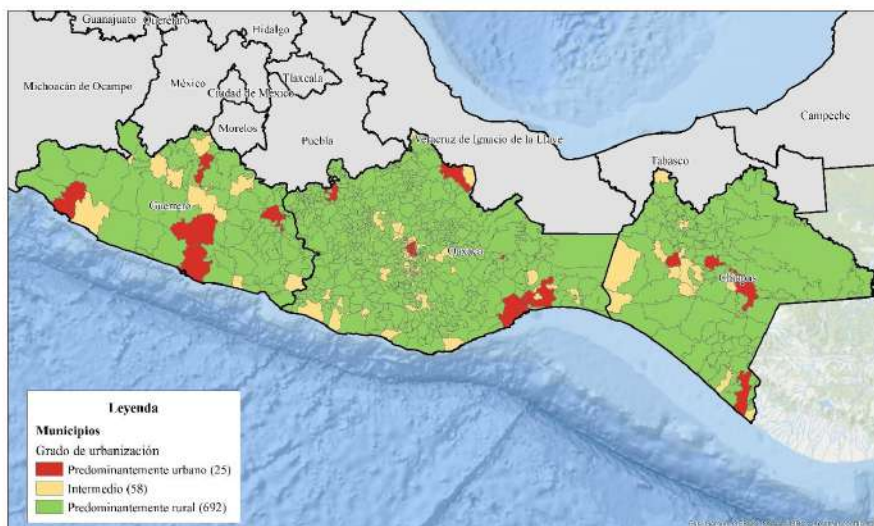 Guanajuato
Querétaro
Hidalgo
Michoacán de Ocampo
México
Ciudad de México
Tlaxcala
Morelos
Puebla
Veracruz de Ignacio de la Llave
Tabasco
Campeche
Guerrero
Oaxaca
Chiapas
Leyenda
Municipios
Grado de urbanización
Predominantemente urbano (25)
Intermedio (58)
Predominantemente rural (692)